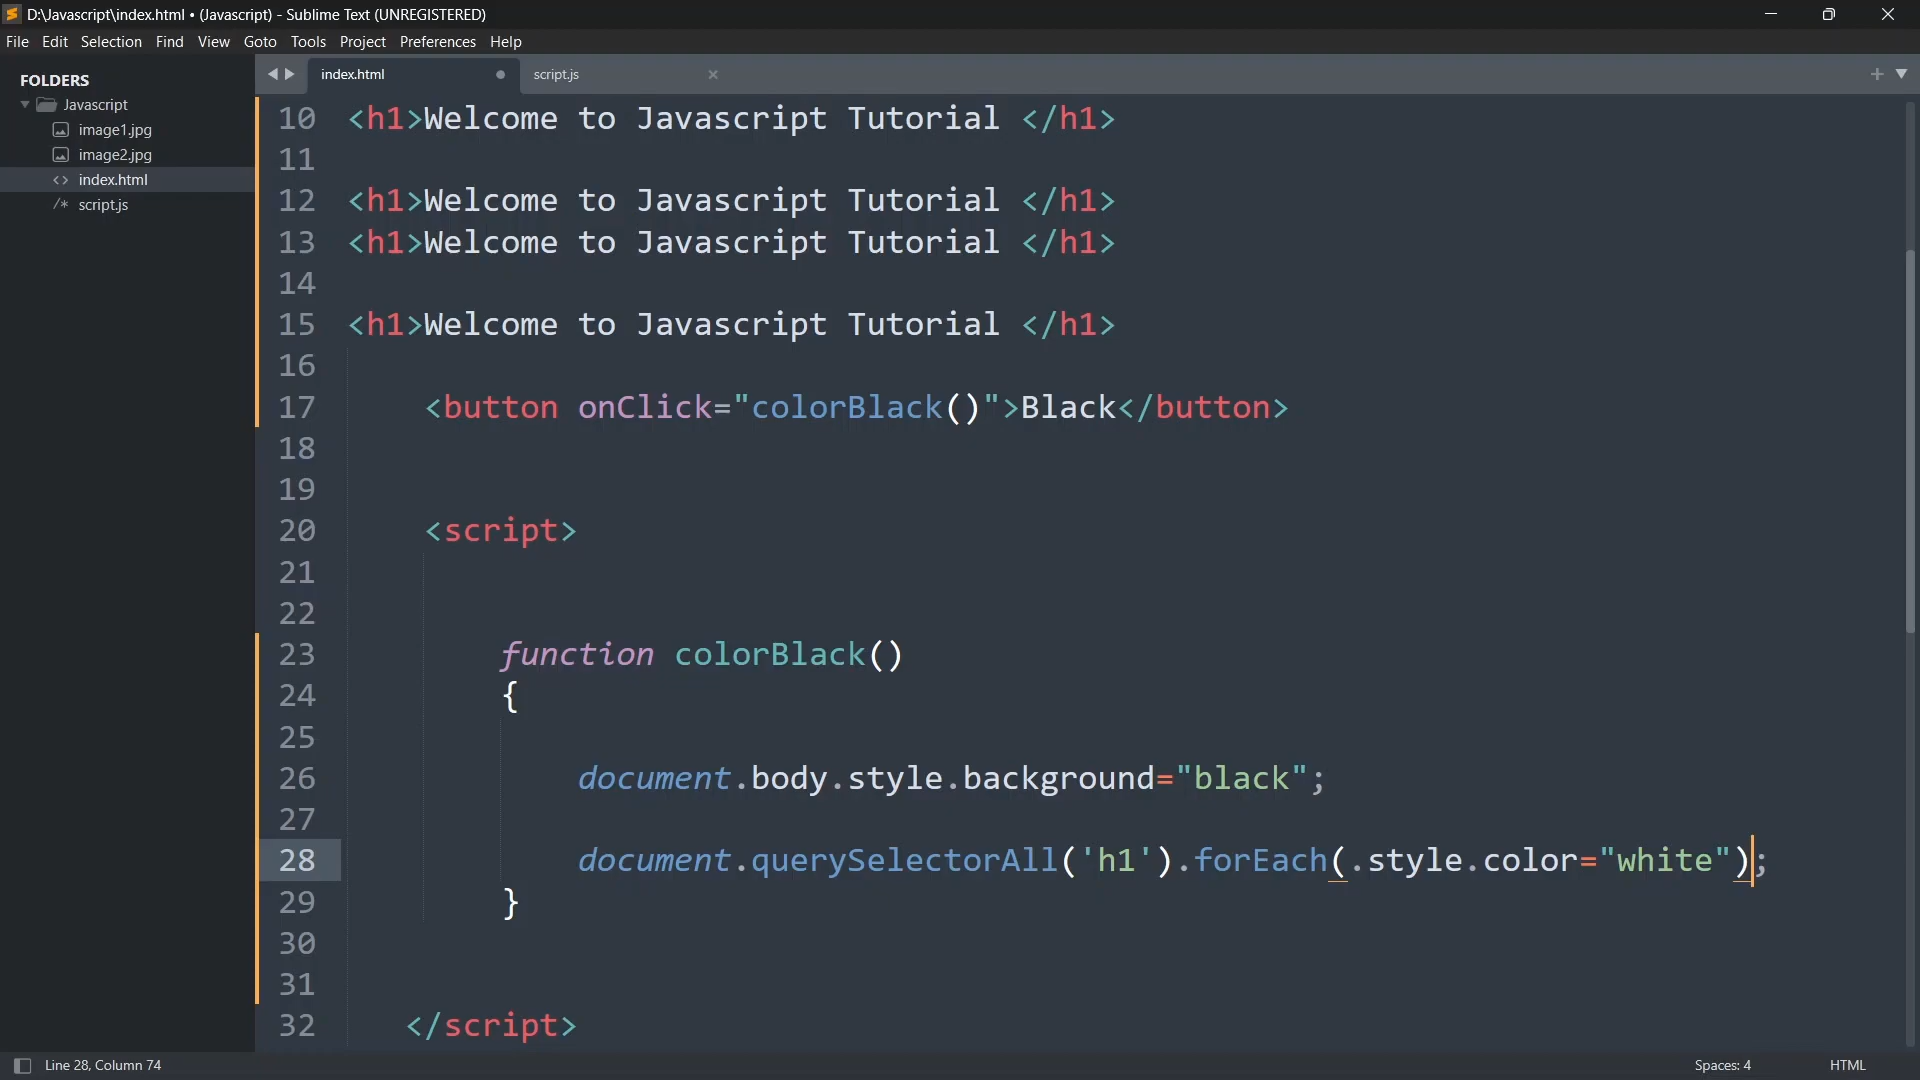 D:\Javascript\index.html • (Javascript) - Sublime Text (UNREGISTERED)
File Edit Selection Find View Goto Tools Project Preferences Help
FOLDERS
Javascript
image1.jpg
image2.jpg
index.html
/* script.js
index.html script.js
10 <h1>Welcome to Javascript Tutorial </h1>
11
12 <h1>Welcome to Javascript Tutorial </h1>
13 <h1>Welcome to Javascript Tutorial </h1>
14
15 <h1>Welcome to Javascript Tutorial </h1>
16
17 <button onClick="colorBlack()">Black</button>
18
19
20 <script>
21
22
23 function colorBlack()
24 {
25
26 document.body.style.background="black";
27
28 document.querySelectorAll('h1').forEach(.style.color="white");
29 }
30
31
32 </script>
Line 28, Column 74 Spaces: 4 HTML